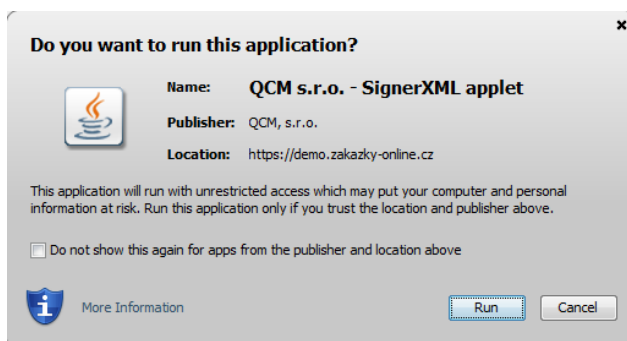 Do you want to run this application?
Name: QCM s.r.o. - SignerXML applet
Publisher: QCM, s.r.o.
Location: https://demo.zakazky-online.cz
This application will run with unrestricted access which may put your computer and personal
information at risk. Run this application only if you trust the location and publisher above.
Do not show this again for apps from the publisher and location above
More Information
Run Cancel